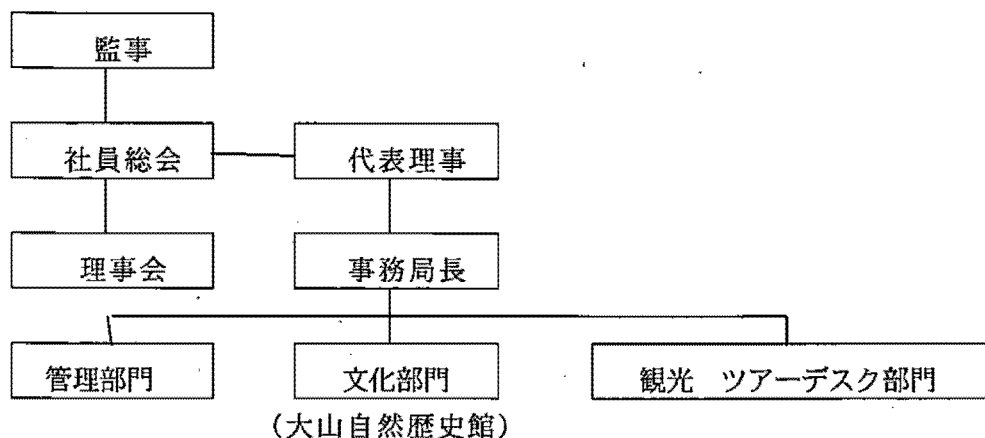 監事
社員総会
代表理事
理事会
事務局長
管理部門
文化部門
観光　ツアーデスク部門
（大山自然歴史館）